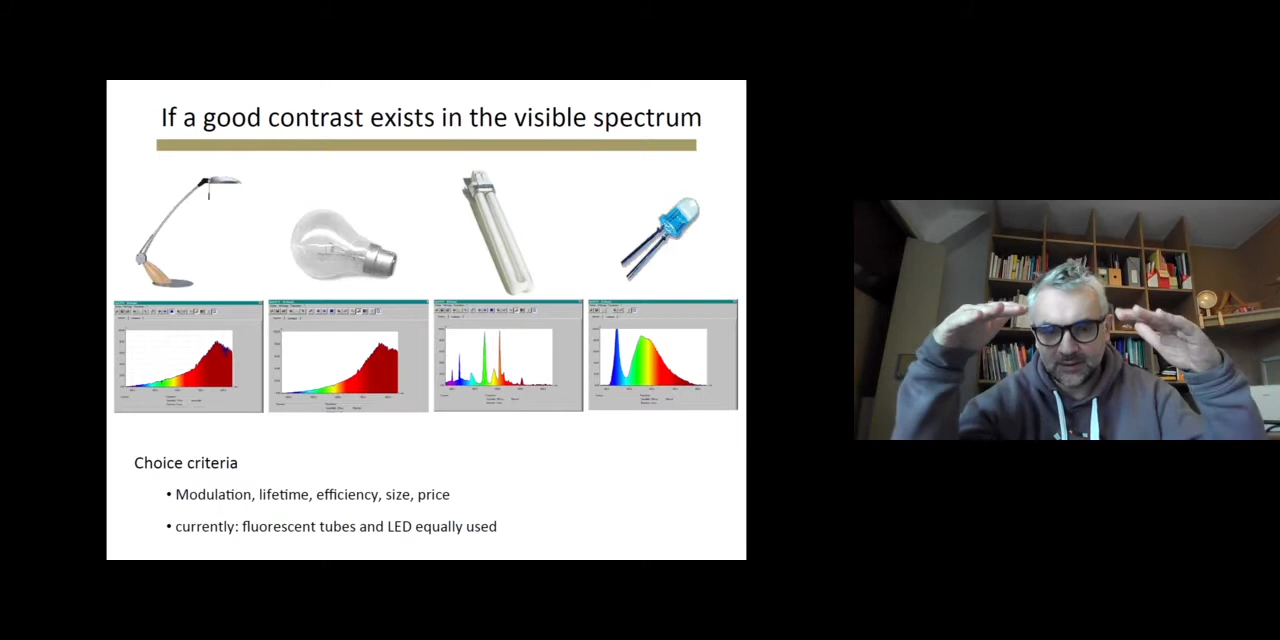 If a good contrast exists in the visible spectrum
Choice criteria
• Modulation, lifetime, efficiency, size, price
• currently: fluorescent tubes and LED equally used